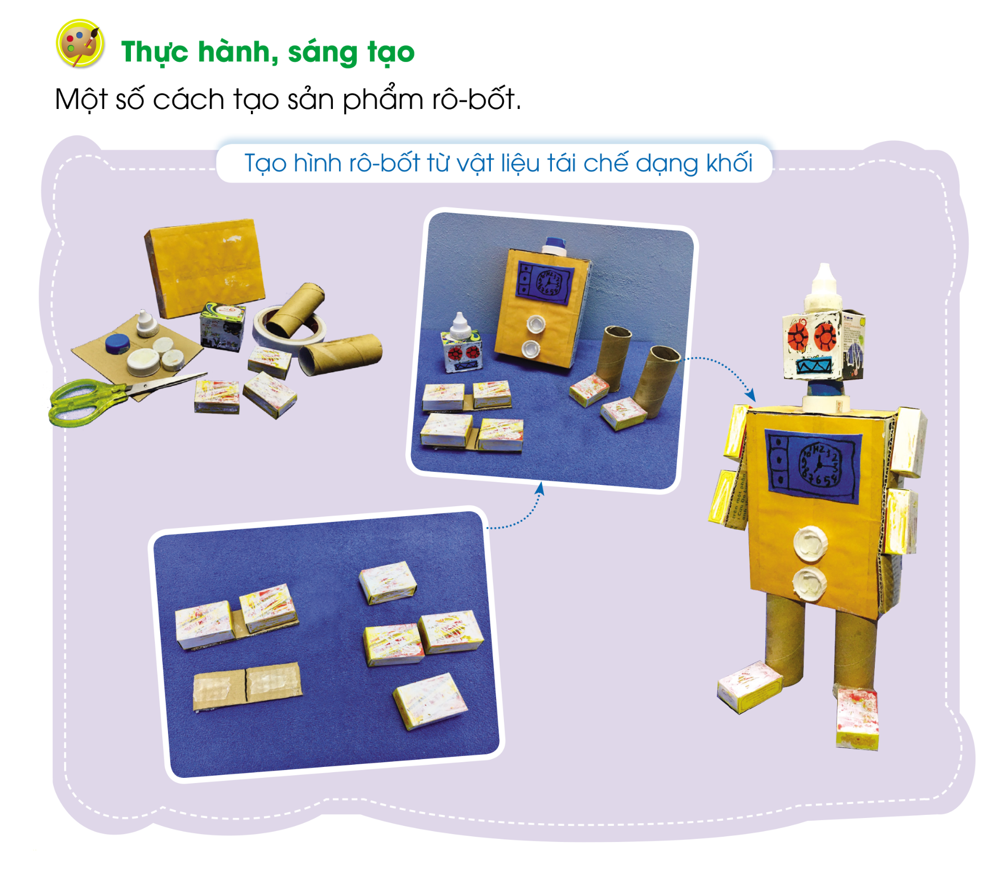 Thực hành, sáng tạo
Một số cách tạo sản phẩm rô-bốt.
Tạo hình rô-bốt từ vật liệu tái chế dạng khối